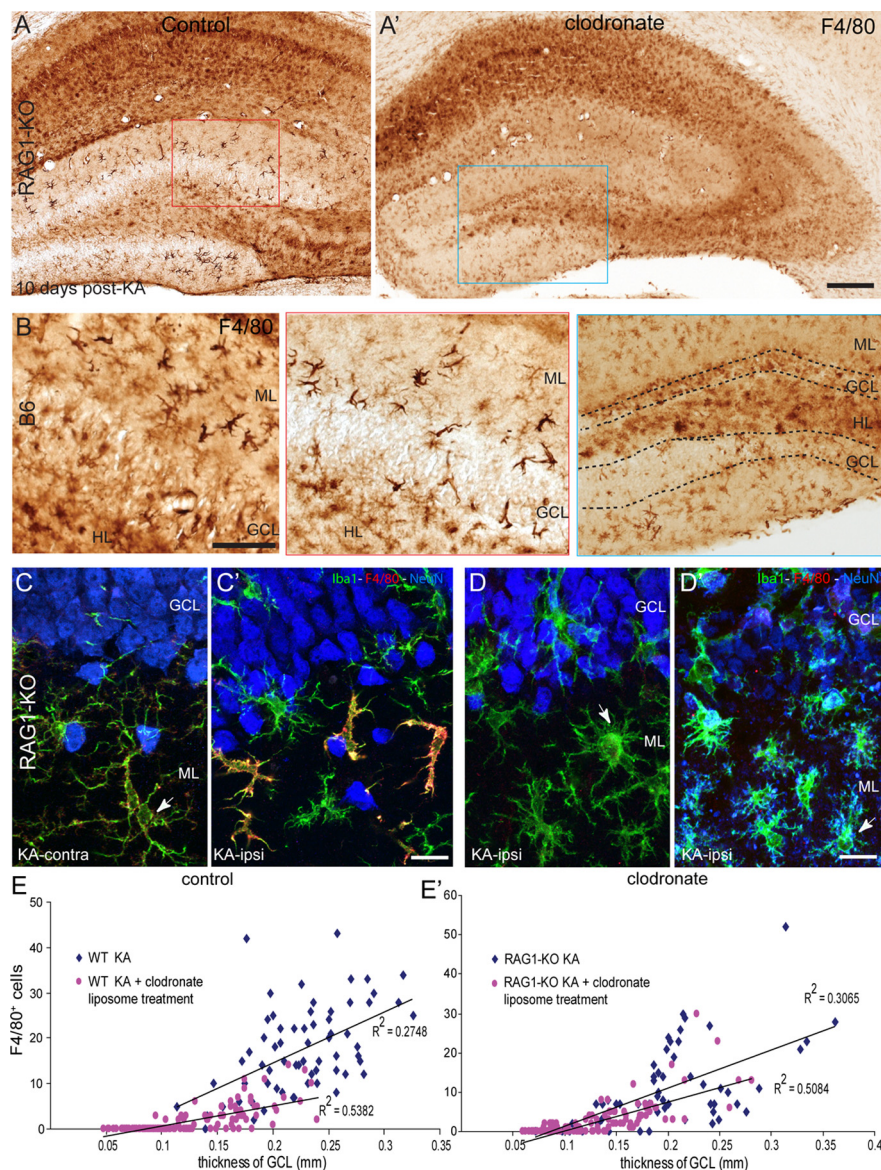 A Control
A' clodronate F4/80
RAG1-KO
10 days post-KA
B F4/80
B6
ML
HL
GCL
ML
HL
GCL
ML
GCL
HL
GCL
C
GCL
RAG1-KO
ML
KA-contra
C' Iba1-F4/80-NeuN
KA-ipsi
D
GCL
ML
KA-ipsi
D' Iba1-F4/80-NeuN
GCL
ML
KA-ipsi
control
clodronate
E
50
40
30
20
10
0
F4/80+ cells
WT KA
WT KA + clodronate
liposome treatment
R2 = 0.2748
R2 = 0.5382
0 0.05 0.1 0.15 0.2 0.25 0.3 0.35
thickness of GCL (mm)
E'
60
50
40
30
20
10
0
RAG1-KO KA
RAG1-KO KA + clodronate
liposome treatment
R2 = 0.3065
R2 = 0.5084
0 0.05 0.1 0.15 0.2 0.25 0.3 0.35 0.4
thickness of GCL (mm)